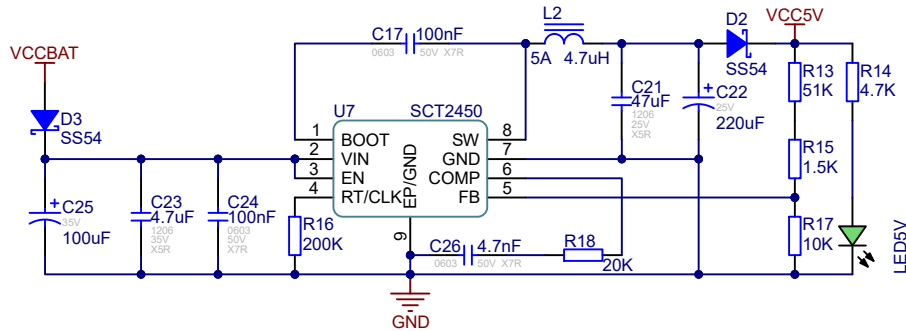 VCCBAT
D3
SS54
C25
35V
100uF
C23
4.7uF
1206
35V
X5R
C24
100nF
0603
50V
X7R
C17 100nF
0603 50V X7R
U7 SCT2450
1 BOOT
2 VIN
3 EN
4 RT/CLK
EP/GND
9
SW 8
GND 7
COMP 6
FB 5
R16
200K
C26 4.7nF
0603 50V X7R
R18
20K
GND
L2
5A 4.7uH
C21
47uF
1206
25V
X5R
C22
25V
220uF
D2
SS54
VCC5V
R13
51K
R14
4.7K
R15
1.5K
R17
10K
LED5V